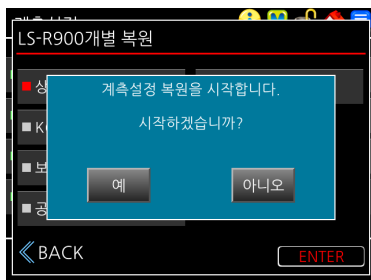 LS-R900개별 복원
계측설정 복원을 시작합니다.
시작하겠습니까?
예
아니오
BACK
ENTER